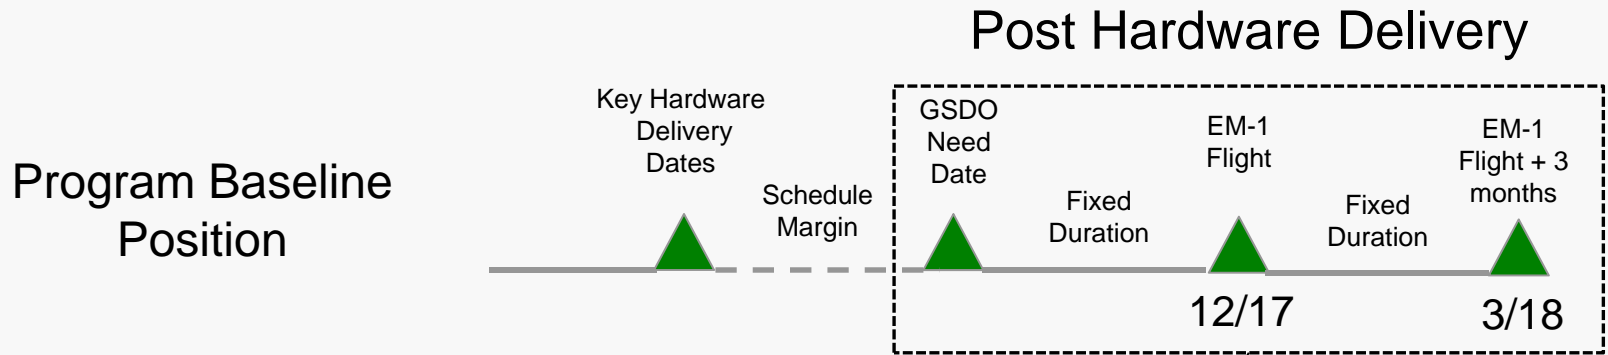 Post Hardware Delivery
Program Baseline
Position
Key Hardware
Delivery
Dates
Schedule
Margin
GSDO
Need
Date
Fixed
Duration
EM-1
Flight
12/17
Fixed
Duration
EM-1
Flight + 3
months
3/18